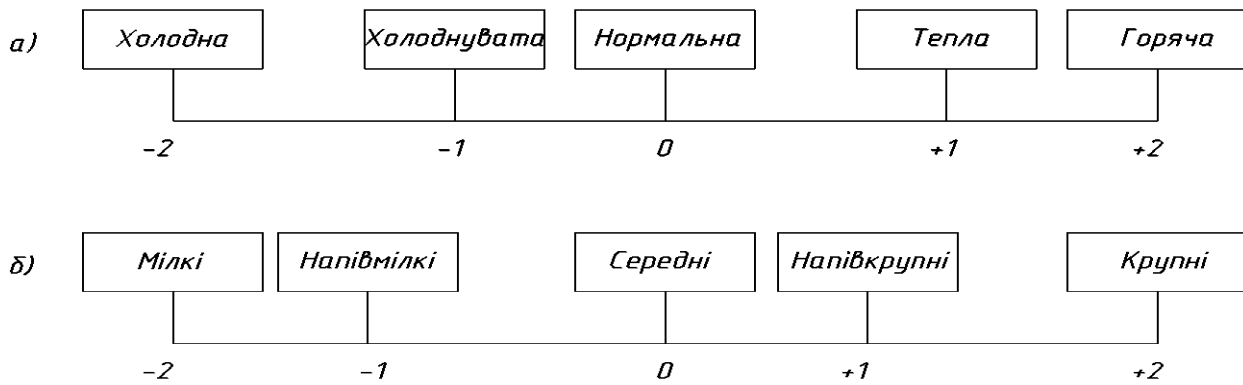 а) Холодна Холоднувата Нормальна Тепла Горяча
-2 -1 0 +1 +2
б) Мілкі Напівмілкі Середні Напівкрупні Крупні
-2 -1 0 +1 +2